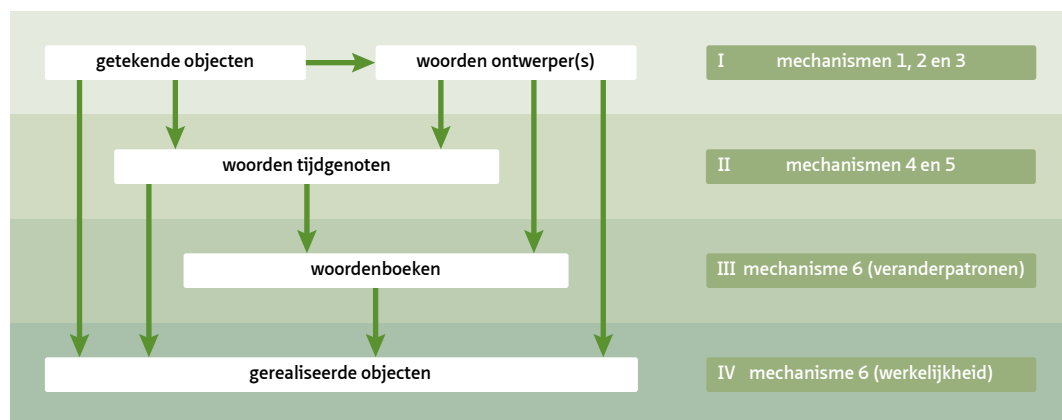 getekende objecten
woorden ontwerper(s)
I mechanismen 1, 2 en 3
woorden tijdgenoten
II mechanismen 4 en 5
woordenboeken
III mechanisme 6 (veranderpatronen)
gerealiseerde objecten
IV mechanisme 6 (werkelijkheid)